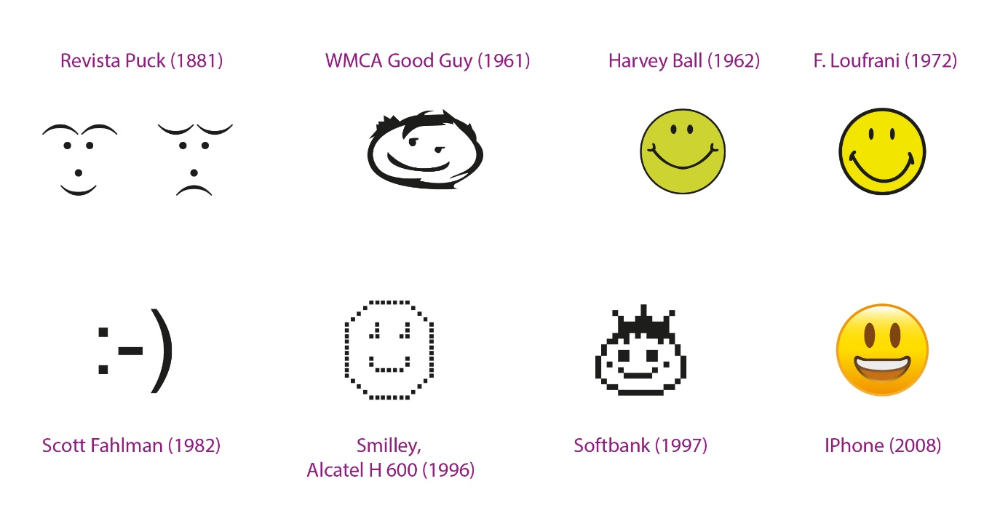 Revista Puck (1881)
WMCA Good Guy (1961)
Harvey Ball (1962)
F. Loufrani (1972)
:-)
Scott Fahlman (1982)
Smilley,
Alcatel H 600 (1996)
Softbank (1997)
IPhone (2008)